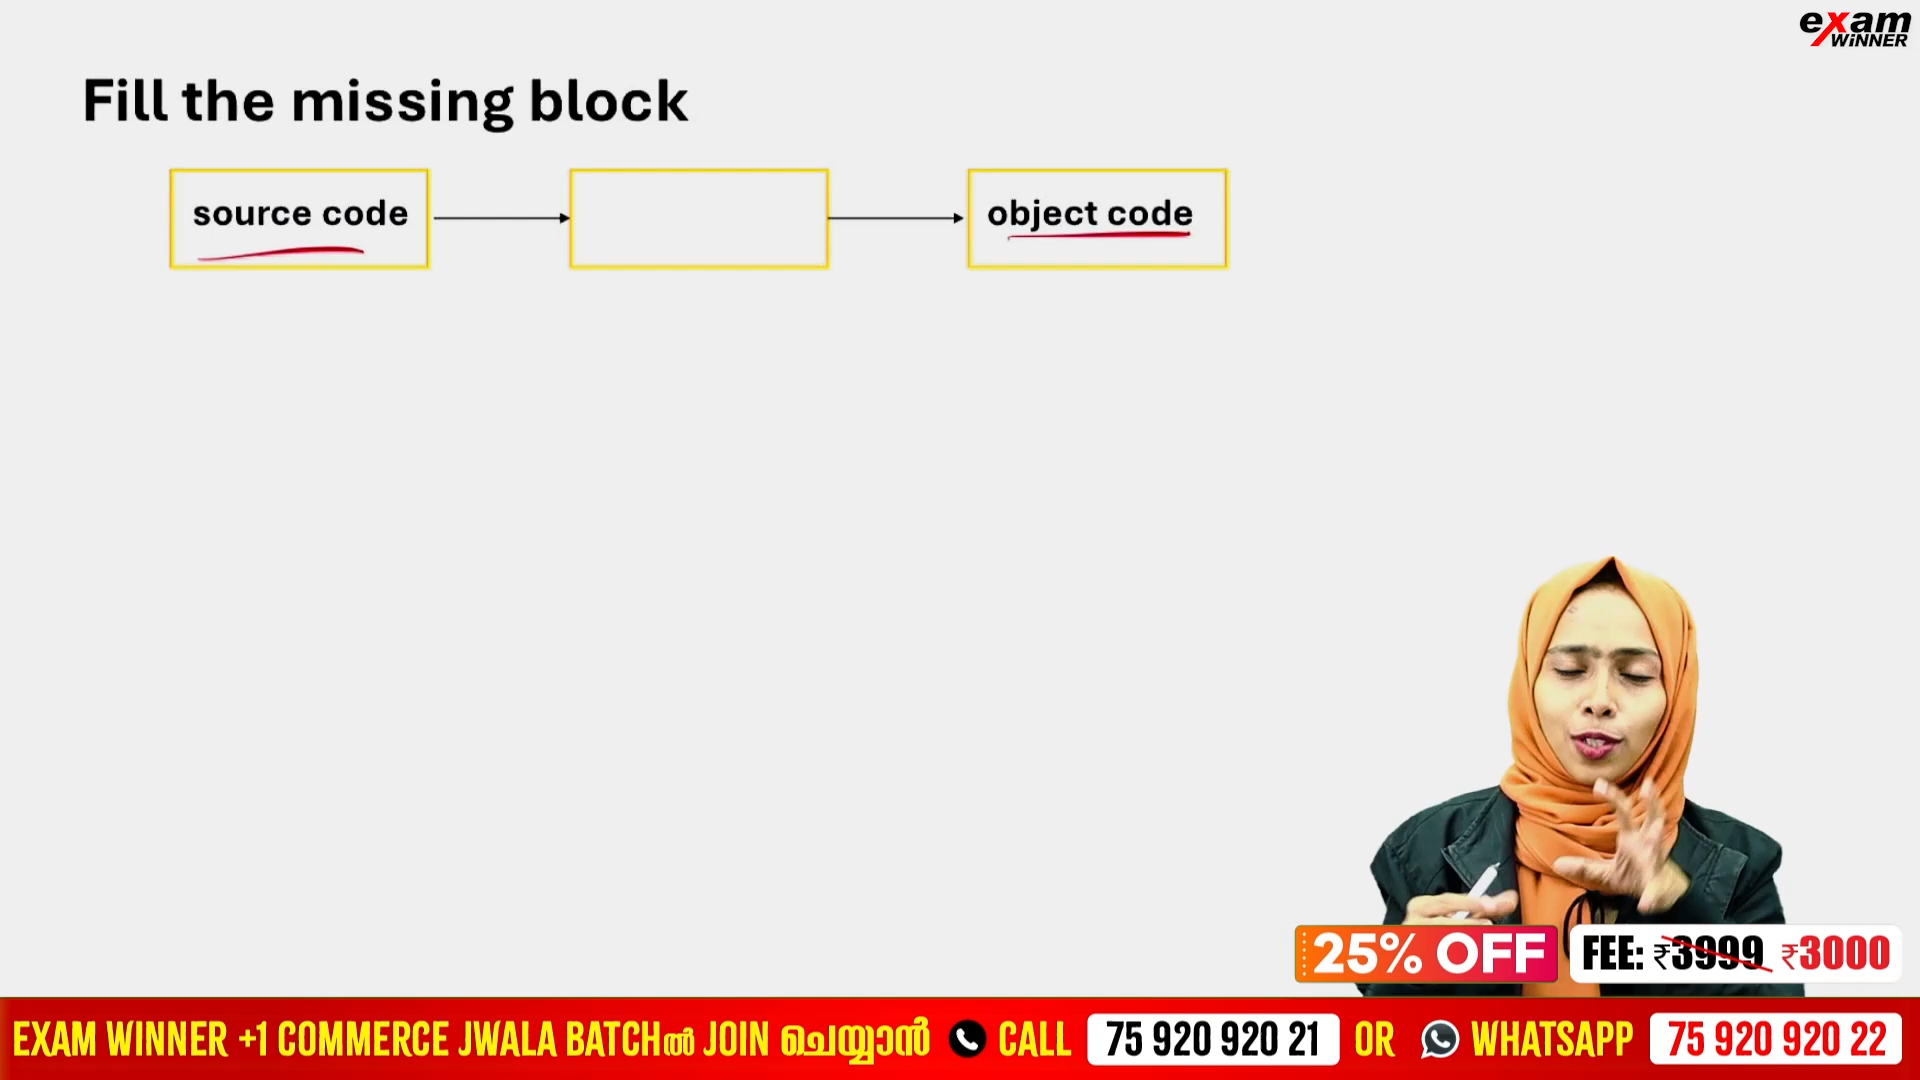 exam
WINNER
Fill the missing block
source code
object code
25% OFF
FEE: ₹3999 ₹3000
EXAM WINNER +1 COMMERCE JWALA BATCHൽ JOIN ചെയ്യാൻ CALL 75 920 920 21 OR WHATSAPP 75 920 920 22